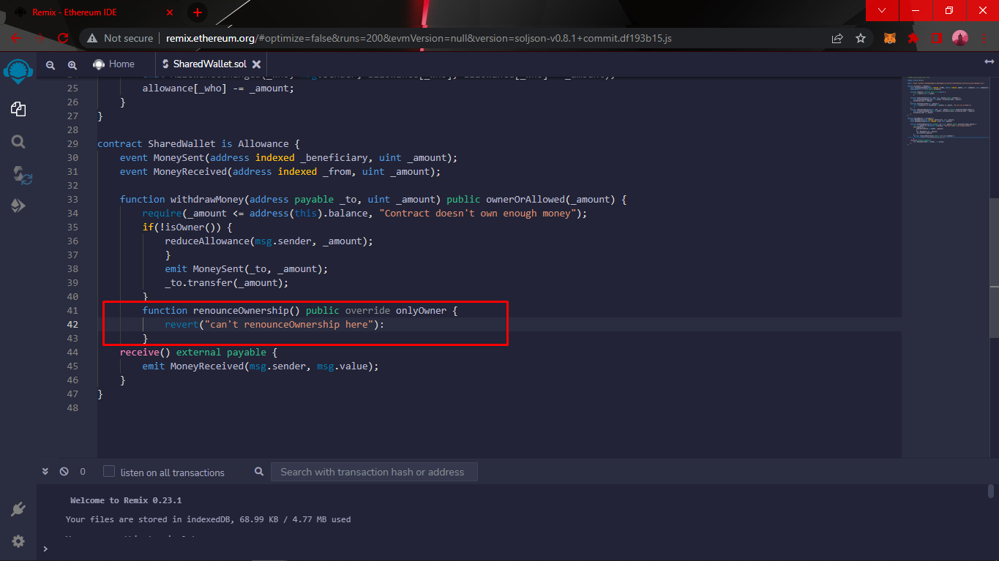 Remix - Ethereum IDE
Not secure | remix.ethereum.org/#optimize=false&runs=200&evmVersion=null&version=soljson-v0.8.1+commit.df193b15.js
Home
SharedWallet.sol
25 allowance[_who] -= _amount;
26 }
27 }
28
29 contract SharedWallet is Allowance {
30 event MoneySent(address indexed _beneficiary, uint _amount);
31 event MoneyReceived(address indexed _from, uint _amount);
32
33 function withdrawMoney(address payable _to, uint _amount) public ownerOrAllowed(_amount) {
34 require(_amount <= address(this).balance, "Contract doesn't own enough money");
35 if(!isOwner()) {
36 reduceAllowance(msg.sender, _amount);
37 }
38 emit MoneySent(_to, _amount);
39 _to.transfer(_amount);
40 }
41 function renounceOwnership() public override onlyOwner {
42 revert("can't renounceOwnership here"):
43 }
44 receive() external payable {
45 emit MoneyReceived(msg.sender, msg.value);
46 }
47 }
48
0
listen on all transactions
Search with transaction hash or address
Welcome to Remix 0.23.1
Your files are stored in indexedDB, 68.99 KB / 4.77 MB used
>